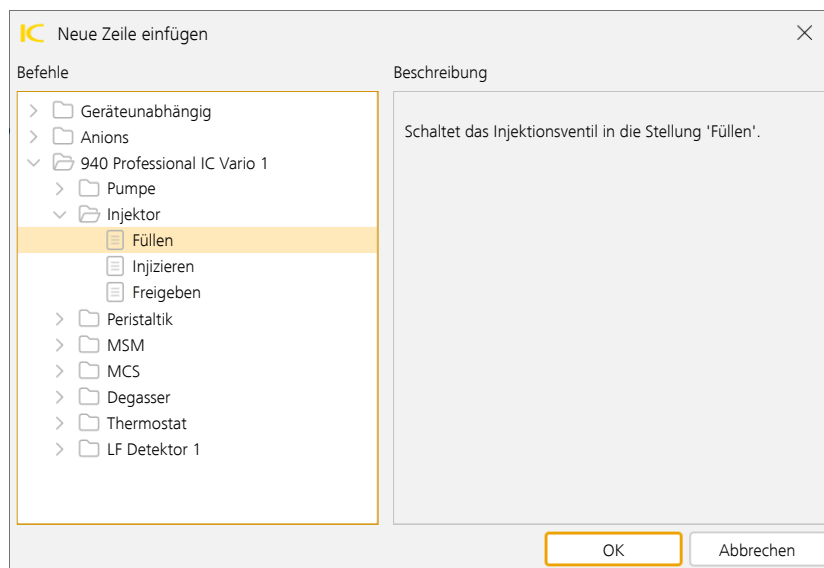 IC Neue Zeile einfügen
Befehle
Geräteunabhängig
Anions
940 Professional IC Vario 1
Pumpe
Injektor
Füllen
Injizieren
Freigeben
Peristaltik
MSM
MCS
Degasser
Thermostat
LF Detektor 1
Beschreibung
Schaltet das Injektionsventil in die Stellung 'Füllen'.
OK
Abbrechen